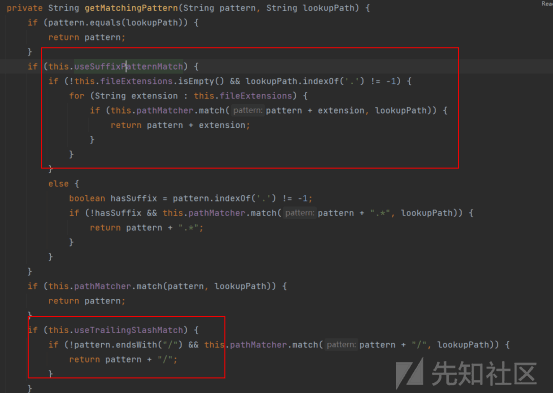 Rea
private String getMatchingPattern(String pattern, String lookupPath) {
if (pattern.equals(lookupPath)) {
return pattern;
}
if (this.useSuffixPatternMatch) {
if (!this.fileExtensions.isEmpty() && lookupPath.indexOf('.') != -1) {
for (String extension : this.fileExtensions) {
if (this.pathMatcher.match( pattern: pattern + extension, lookupPath)) {
return pattern + extension;
}
}
}
else {
boolean hasSuffix = pattern.indexOf('.') != -1;
if (!hasSuffix && this.pathMatcher.match( pattern: pattern + ".*", lookupPath)) {
return pattern + ".*";
}
}
}
if (this.pathMatcher.match(pattern, lookupPath)) {
return pattern;
}
if (this.useTrailingSlashMatch) {
if (!pattern.endsWith("/") && this.pathMatcher.match( pattern: pattern + "/", lookupPath)) {
return pattern + "/";
}
}
先知社区